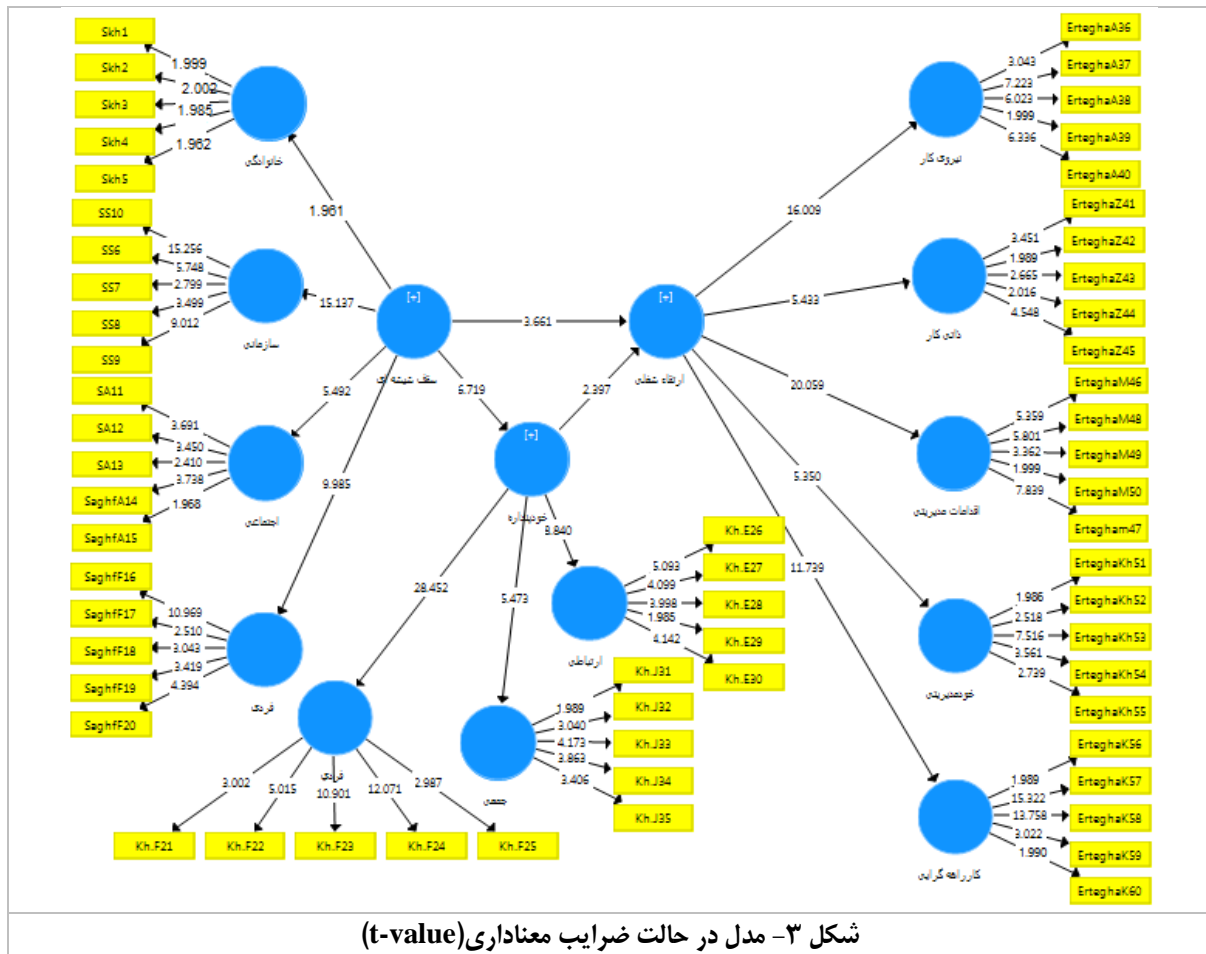 Skh1
Skh2
Skh3
Skh4
Skh5
1.999
2.002
1.985
1.962
خانوادگی
1.961
SS10
SS6
SS7
SS8
SS9
15.256
5.748
2.799
3.499
9.012
سازمانی
15.137
SA11
SA12
SA13
SaghfA14
SaghfA15
3.691
3.450
2.410
3.738
1.968
اجتماعی
5.492
SaghfF16
SaghfF17
SaghfF18
SaghfF19
SaghfF20
10.969
2.510
3.043
3.419
4.394
فردی
9.985
[+]
سقف شیشه ای
3.661
6.719
[+]
خودپنداره
2.397
28.452
5.473
8.840
فردی
3.002
5.015
10.901
12.071
2.987
Kh.F21
Kh.F22
Kh.F23
Kh.F24
Kh.F25
جمعی
1.989
3.040
4.173
3.863
3.406
Kh.J31
Kh.J32
Kh.J33
Kh.J34
Kh.J35
ارتباطی
5.093
4.099
3.998
1.985
4.142
Kh.E26
Kh.E27
Kh.E28
Kh.E29
Kh.E30
[+]
ارتقاء شغلی
16.009
5.433
20.059
5.350
11.739
نیروی کار
3.043
7.223
6.023
1.999
6.336
ErteghaA36
ErteghaA37
ErteghaA38
ErteghaA39
ErteghaA40
ذاتی کار
3.451
1.989
2.665
2.016
4.548
ErteghaZ41
ErteghaZ42
ErteghaZ43
ErteghaZ44
ErteghaZ45
اقدامات مدیریتی
5.359
5.801
3.362
1.999
7.839
ErteghaM46
ErteghaM48
ErteghaM49
ErteghaM50
Ertegham47
خودمدیریتی
1.986
2.518
7.516
3.561
2.739
ErteghaKh51
ErteghaKh52
ErteghaKh53
ErteghaKh54
ErteghaKh55
کارراهه گرایی
1.989
15.322
13.758
3.022
1.990
ErteghaK56
ErteghaK57
ErteghaK58
ErteghaK59
ErteghaK60
شکل ۳- مدل در حالت ضرایب معناداری(t-value)